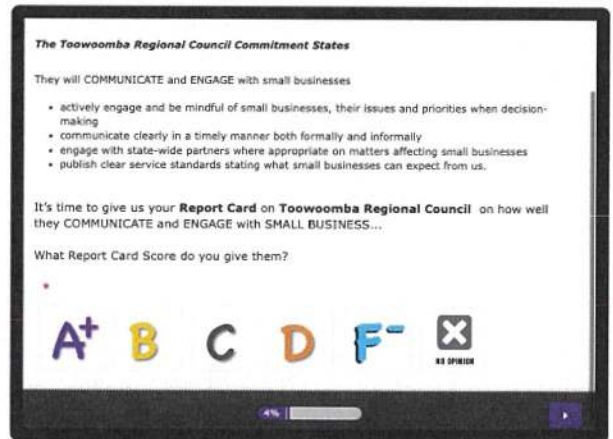 The Toowoomba Regional Council Commitment States
They will COMMUNICATE and ENGAGE with small businesses
• actively engage and be mindful of small businesses, their issues and priorities when decision-
making
• communicate clearly in a timely manner both formally and informally
• engage with state-wide partners where appropriate on matters affecting small businesses
• publish clear service standards stating what small businesses can expect from us.
It's time to give us your Report Card on Toowoomba Regional Council on how well
they COMMUNICATE and ENGAGE with SMALL BUSINESS...
What Report Card Score do you give them?
*
A+ B C D F-
NO OPINION
4%